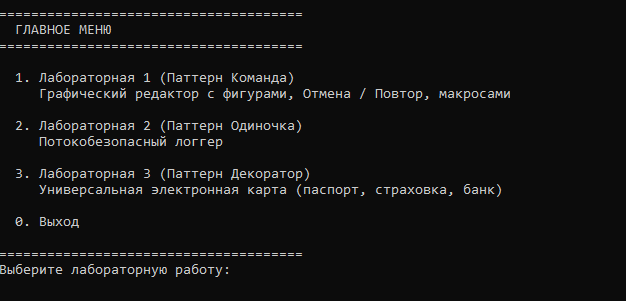 ======================================
ГЛАВНОЕ МЕНЮ
======================================
1. Лабораторная 1 (Паттерн Команда)
Графический редактор с фигурами, Отмена / Повтор, макросами
2. Лабораторная 2 (Паттерн Одиночка)
Потокобезопасный логгер
3. Лабораторная 3 (Паттерн Декоратор)
Универсальная электронная карта (паспорт, страховка, банк)
0. Выход
======================================
Выберите лабораторную работу: